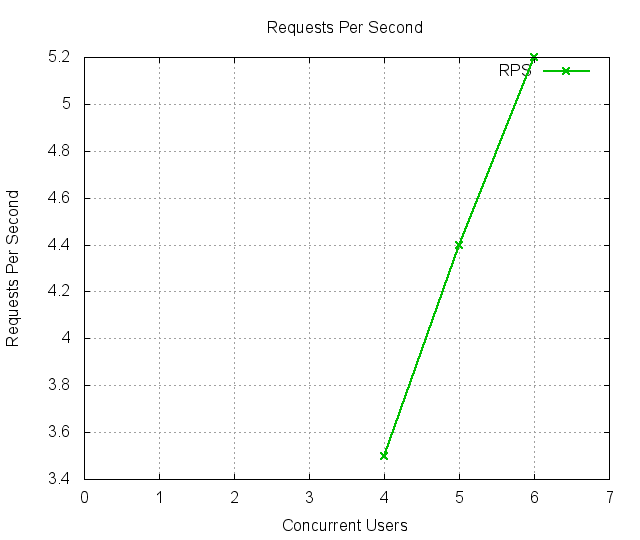 Requests Per Second
RPS
Requests Per Second
5.2
5
4.8
4.6
4.4
4.2
4
3.8
3.6
3.4
0 1 2 3 4 5 6 7
Concurrent Users